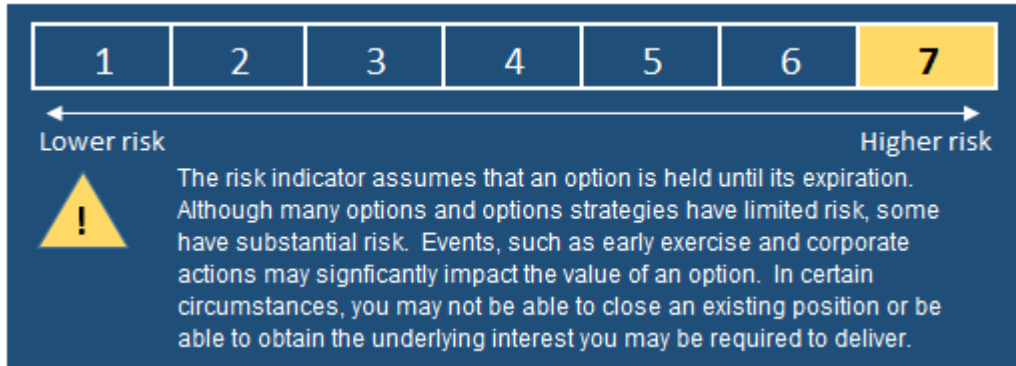 1 2 3 4 5 6 7
Lower risk Higher risk
!
The risk indicator assumes that an option is held until its expiration.
Although many options and options strategies have limited risk, some
have substantial risk.  Events, such as early exercise and corporate
actions may signficantly impact the value of an option.  In certain
circumstances, you may not be able to close an existing position or be
able to obtain the underlying interest you may be required to deliver.